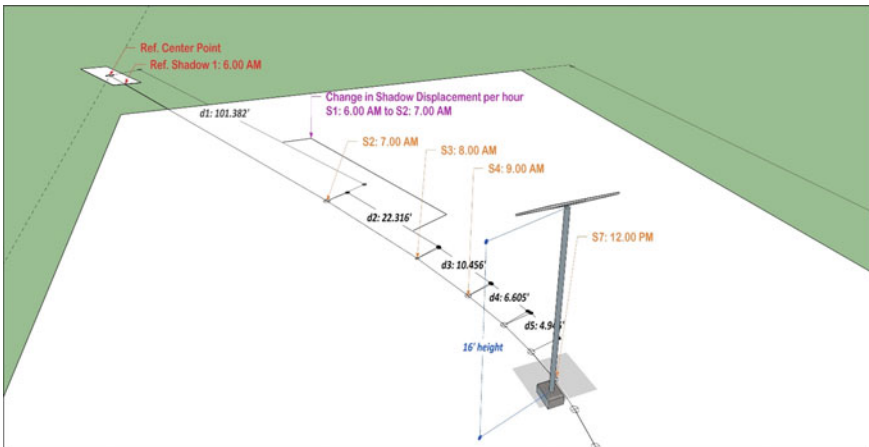 Ref. Center Point
Ref. Shadow 1: 6.00 AM
d1: 101.382'
Change in Shadow Displacement per hour
S1: 6.00 AM to S2: 7.00 AM
S2: 7.00 AM
S3: 8.00 AM
S4: 9.00 AM
d2: 22.316'
S7: 12.00 PM
d3: 10.456'
d4: 6.605'
d5:
16' height